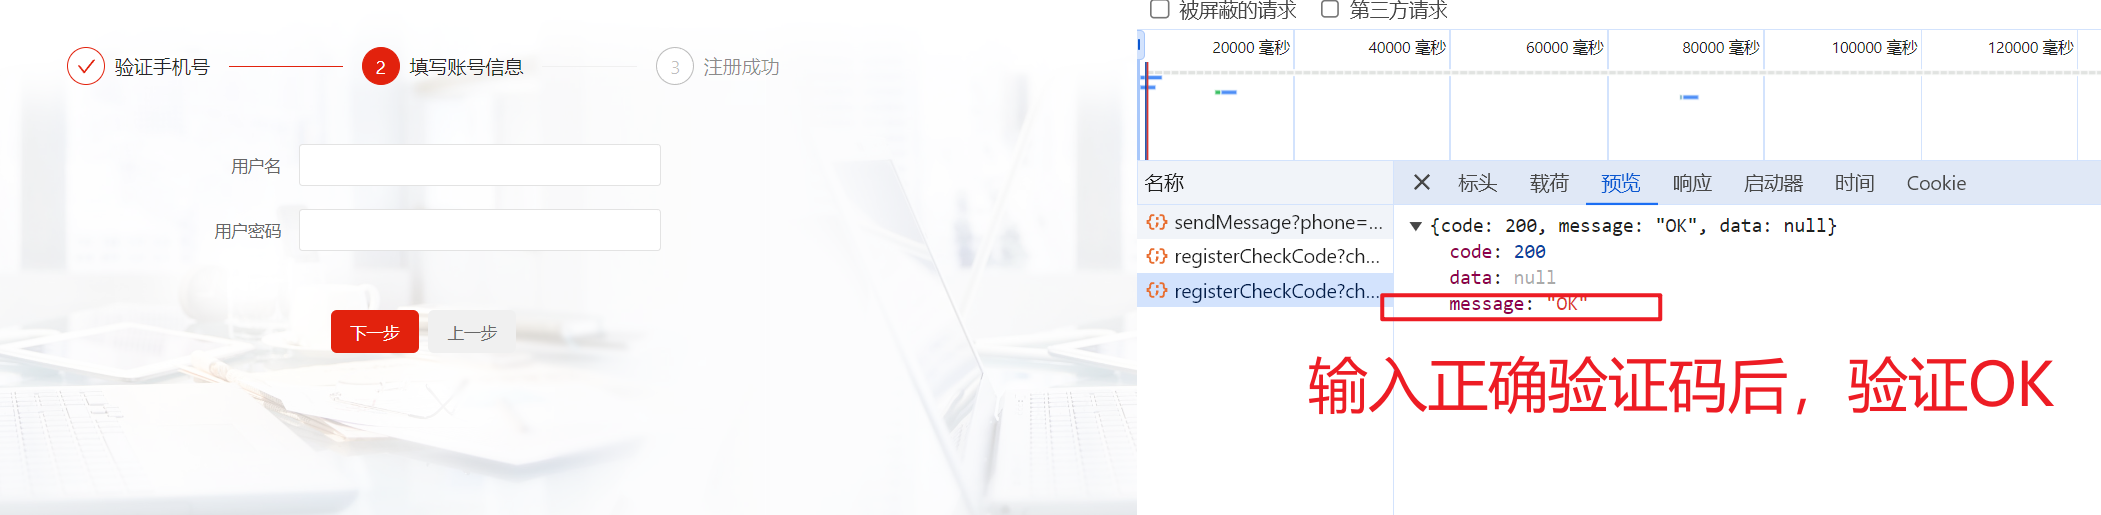 验证手机号
2 填写账号信息
3 注册成功
用户名
用户密码
下一步 上一步
被屏蔽的请求 第三方请求
20000 毫秒 40000 毫秒 60000 毫秒 80000 毫秒 100000 毫秒 120000 毫秒
名称
标头 载荷 预览 响应 启动器 时间 Cookie
sendMessage?phone=...
registerCheckCode?ch...
registerCheckCode?ch...
{code: 200, message: "OK", data: null}
code: 200
data: null
message: "OK"
输入正确验证码后，验证OK